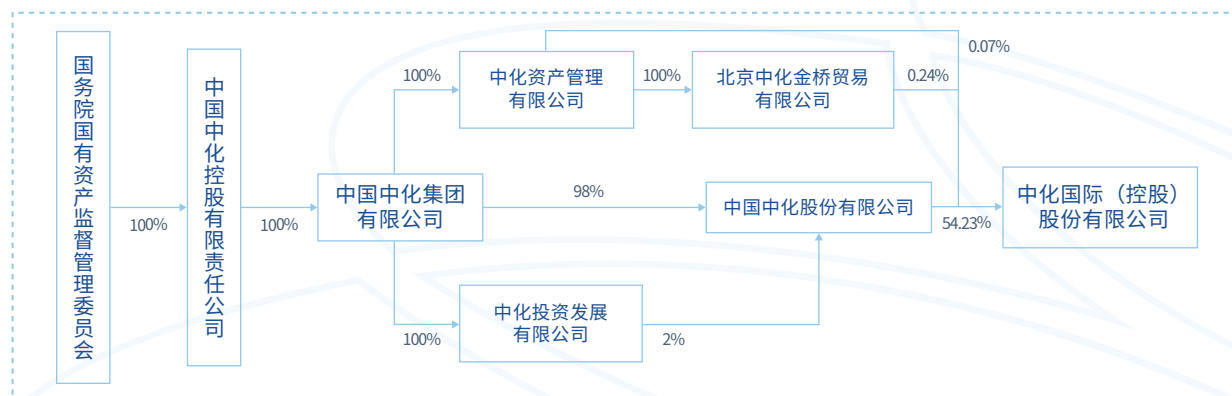 国务院国有资产监督管理委员会
100%
中国中化控股有限责任公司
100%
中国中化集团
有限公司
100%
中化资产管理
有限公司
100%
北京中化金桥贸易
有限公司
0.07%
0.24%
98%
中国中化股份有限公司
54.23%
中化国际（控股）
股份有限公司
100%
中化投资发展
有限公司
2%